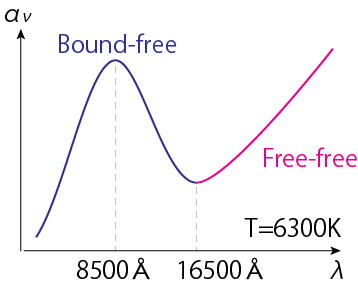 αν
Bound-free
Free-free
T=6300K
8500 Å
16500 Å
λ